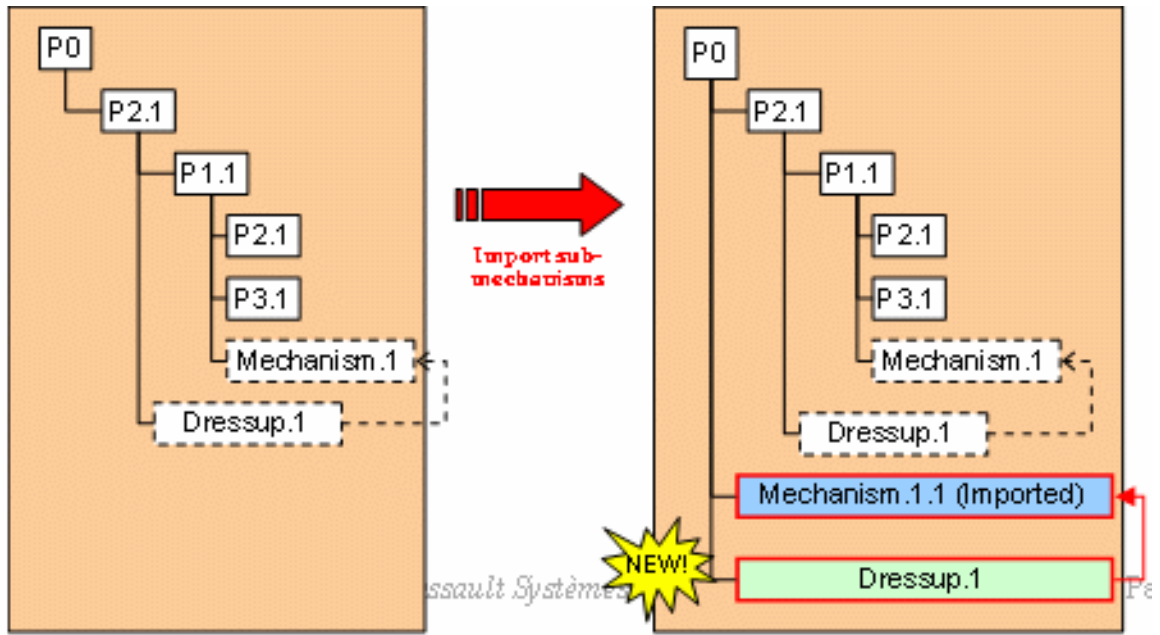 P0
P2.1
P1.1
P2.1
P3.1
Mechanism.1
Dressup.1
Import sub-
mechanisms
P0
P2.1
P1.1
P2.1
P3.1
Mechanism.1
Dressup.1
Mechanism.1.1 (Imported)
NEW!
Dressup.1
Systèmes